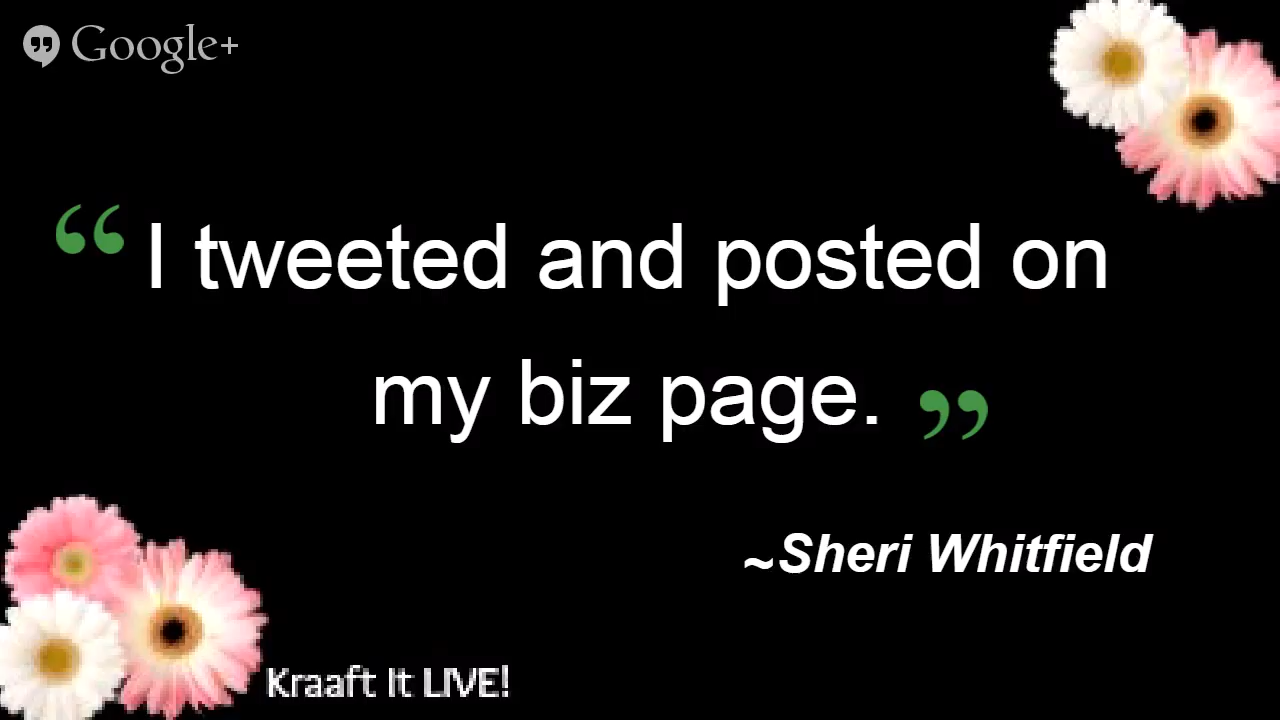 Google+
“ I tweeted and posted on
my biz page. ”
~Sheri Whitfield
Kraaft It LIVE!